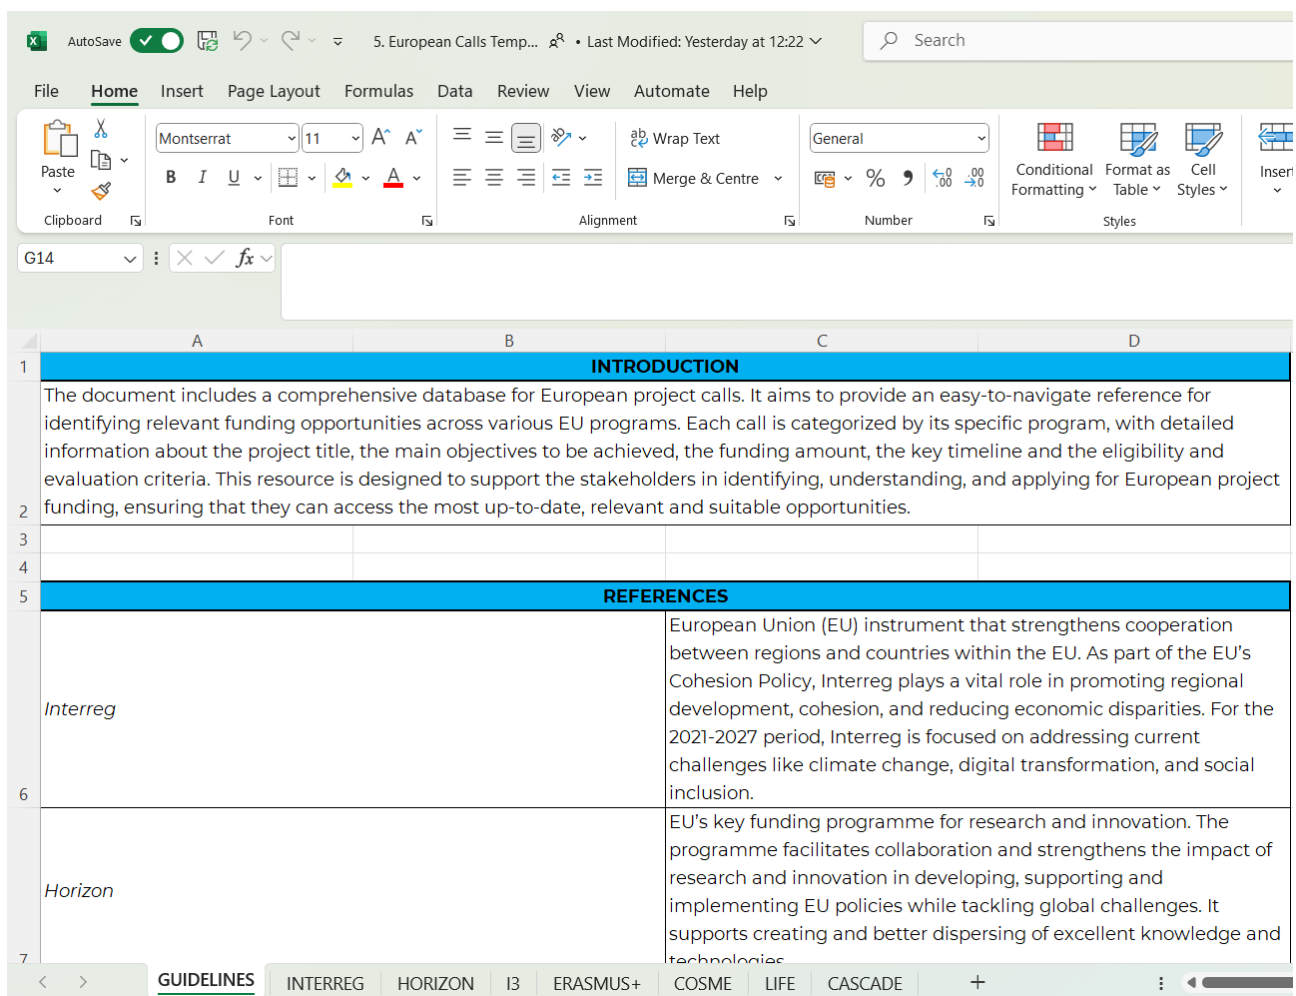 AutoSave 5. European Calls Temp... • Last Modified: Yesterday at 12:22 Search
File Home Insert Page Layout Formulas Data Review View Automate Help
Paste Montserrat 11 Wrap Text General Conditional Formatting Format as Table Cell Styles Insert
B I U A Merge & Centre %
Clipboard Font Alignment Number Styles
G14 fx
A B C D
1 INTRODUCTION
The document includes a comprehensive database for European project calls. It aims to provide an easy-to-navigate reference for
identifying relevant funding opportunities across various EU programs. Each call is categorized by its specific program, with detailed
information about the project title, the main objectives to be achieved, the funding amount, the key timeline and the eligibility and
evaluation criteria. This resource is designed to support the stakeholders in identifying, understanding, and applying for European project
2 funding, ensuring that they can access the most up-to-date, relevant and suitable opportunities.
3
4
5 REFERENCES
European Union (EU) instrument that strengthens cooperation
between regions and countries within the EU. As part of the EU's
Cohesion Policy, Interreg plays a vital role in promoting regional
Interreg development, cohesion, and reducing economic disparities. For the
2021-2027 period, Interreg is focused on addressing current
challenges like climate change, digital transformation, and social
6 inclusion.
EU's key funding programme for research and innovation. The
programme facilitates collaboration and strengthens the impact of
Horizon research and innovation in developing, supporting and
implementing EU policies while tackling global challenges. It
supports creating and better dispersing of excellent knowledge and
7 technologies
GUIDELINES INTERREG HORIZON I3 ERASMUS+ COSME LIFE CASCADE +